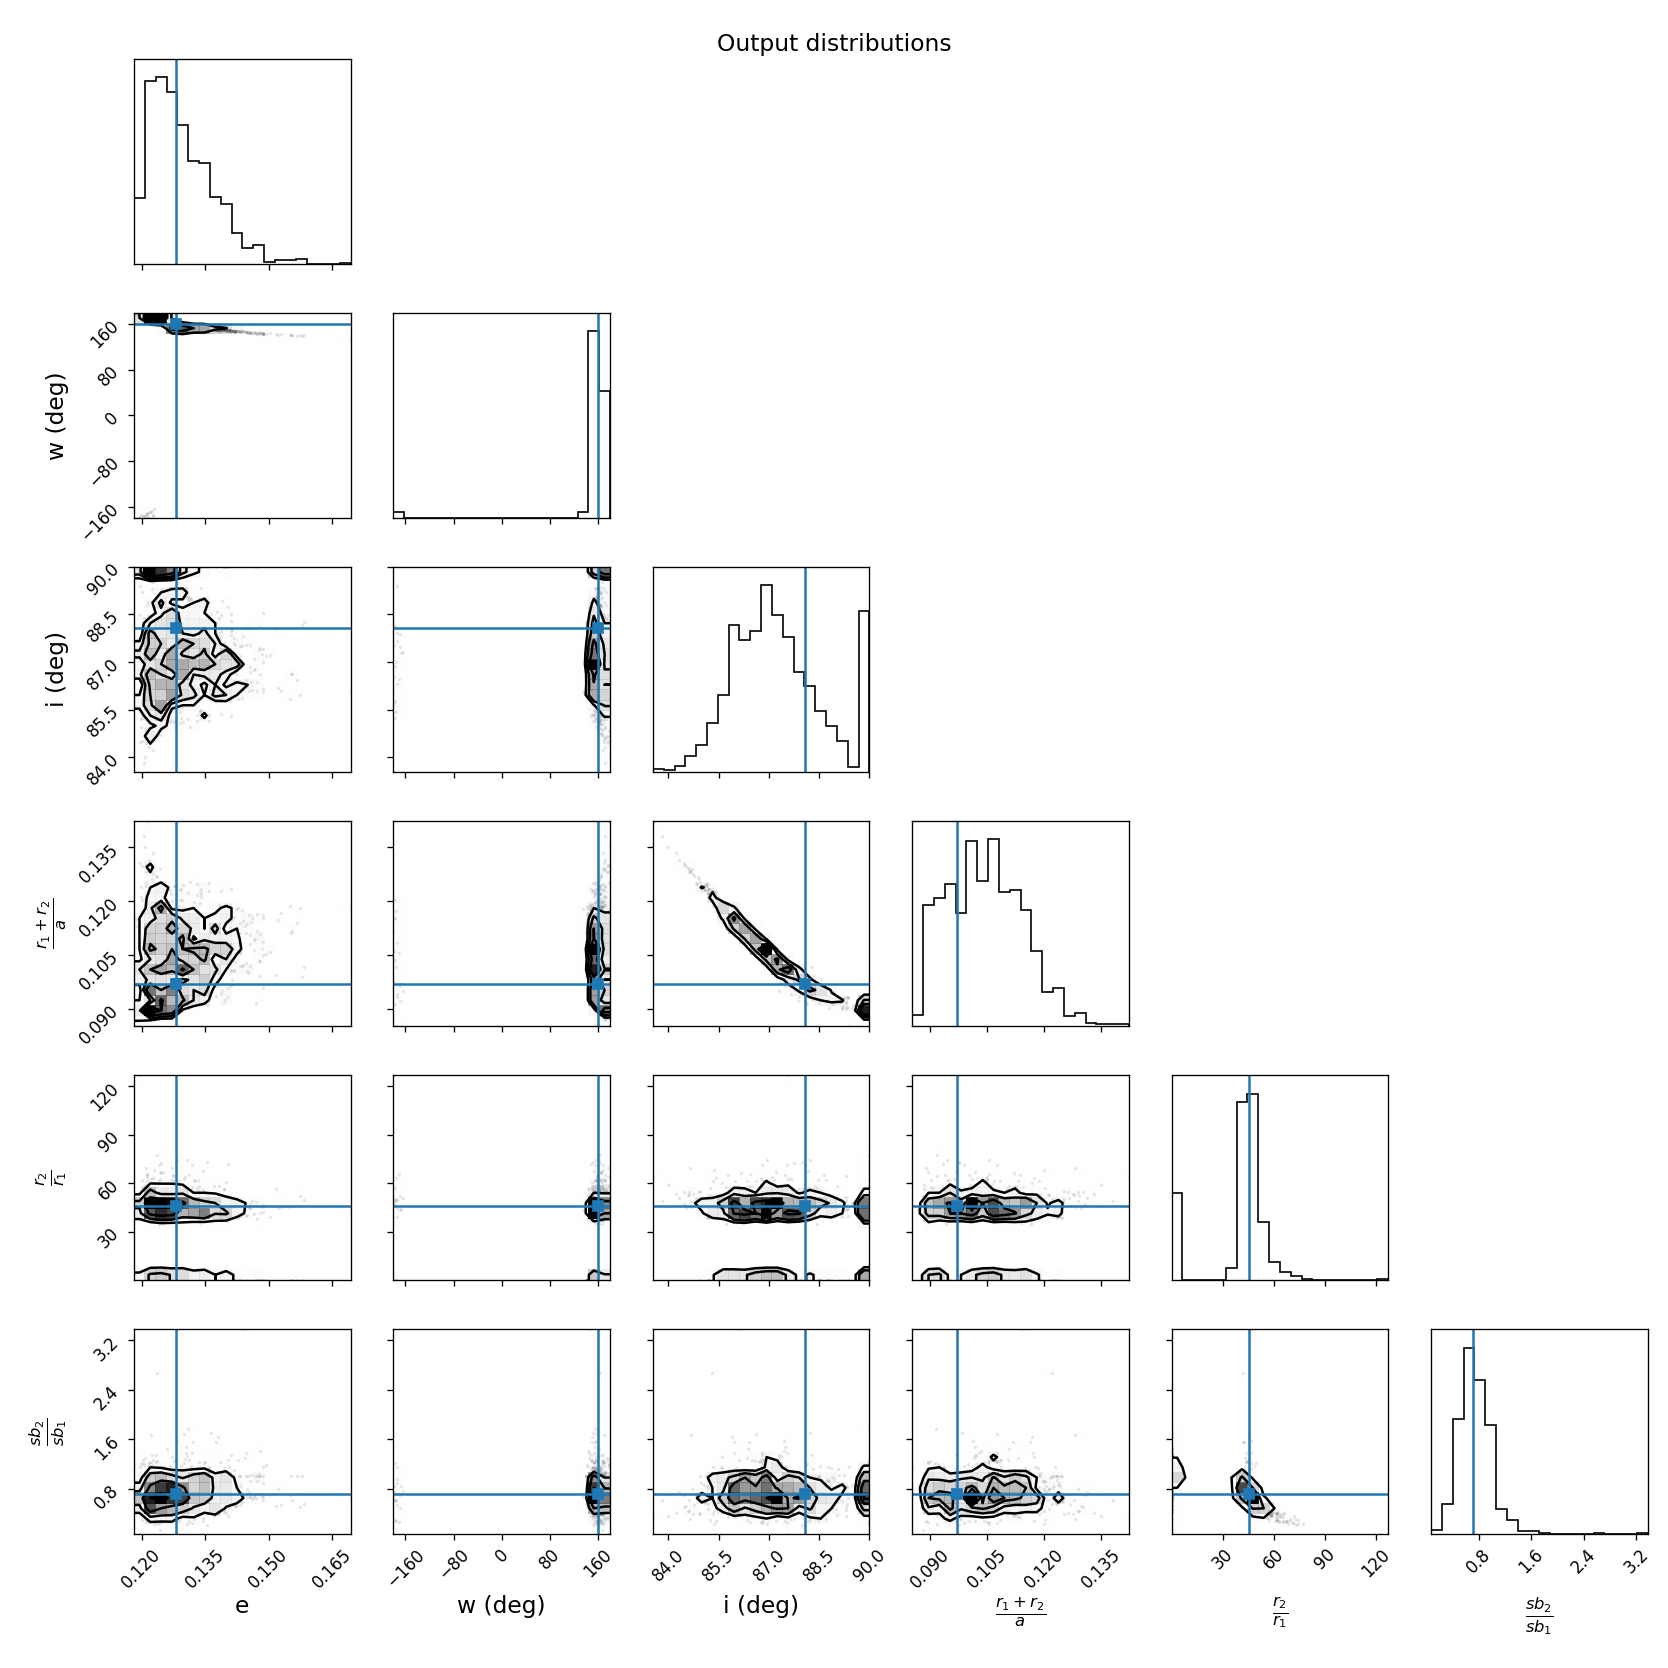 Output distributions
w (deg)
160
80
0
−80
−160
i (deg)
90.0
88.5
87.0
85.5
84.0
r₁ + r₂
a
0.135
0.120
0.105
0.090
r₂
r₁
120
90
60
30
sb₂
sb₁
3.2
2.4
1.6
0.8
0.120 0.135 0.150 0.165 −160 −80 0 80 160 84.0 85.5 87.0 88.5 90.0 0.090 0.105 0.120 0.135 30 60 90 120 0.8 1.6 2.4 3.2
e w (deg) i (deg) r₁ + r₂ / a r₂ / r₁ sb₂ / sb₁